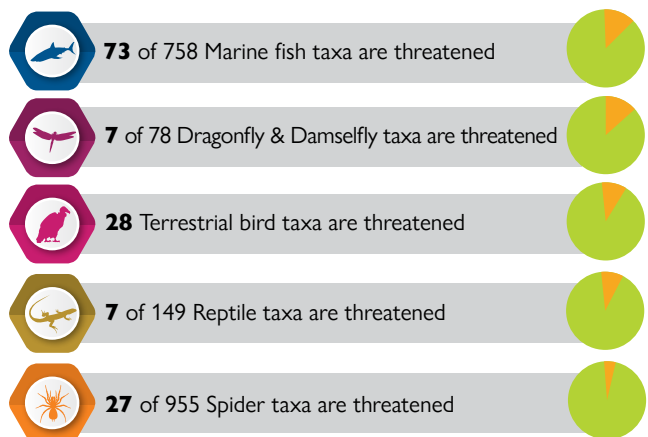 73 of 758 Marine fish taxa are threatened
7 of 78 Dragonfly & Damselfly taxa are threatened
28 Terrestrial bird taxa are threatened
7 of 149 Reptile taxa are threatened
27 of 955 Spider taxa are threatened